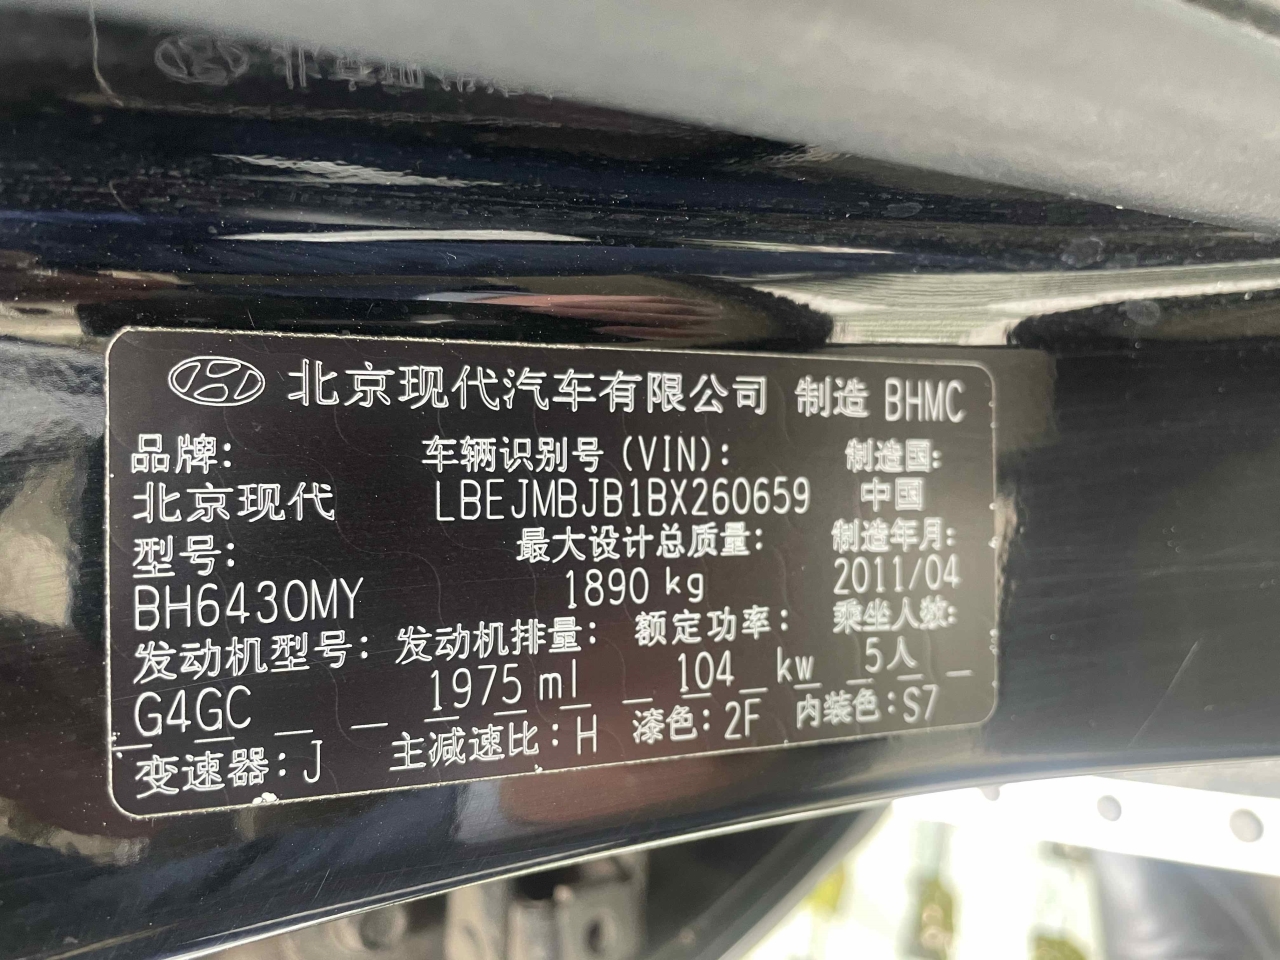 北京现代汽车有限公司 制造 BHMC
品牌: 车辆识别号 (VIN): 制造国:
北京现代 LBEJMBJB1BX260659 中国
型号: 最大设计总质量: 制造年月:
BH6430MY 1890 kg 2011/04
发动机型号: 发动机排量: 额定功率: 乘坐人数:
G4GC 1975 ml 104 kw 5人
变速器: J 主减速比: H 漆色: 2F 内装色: S7